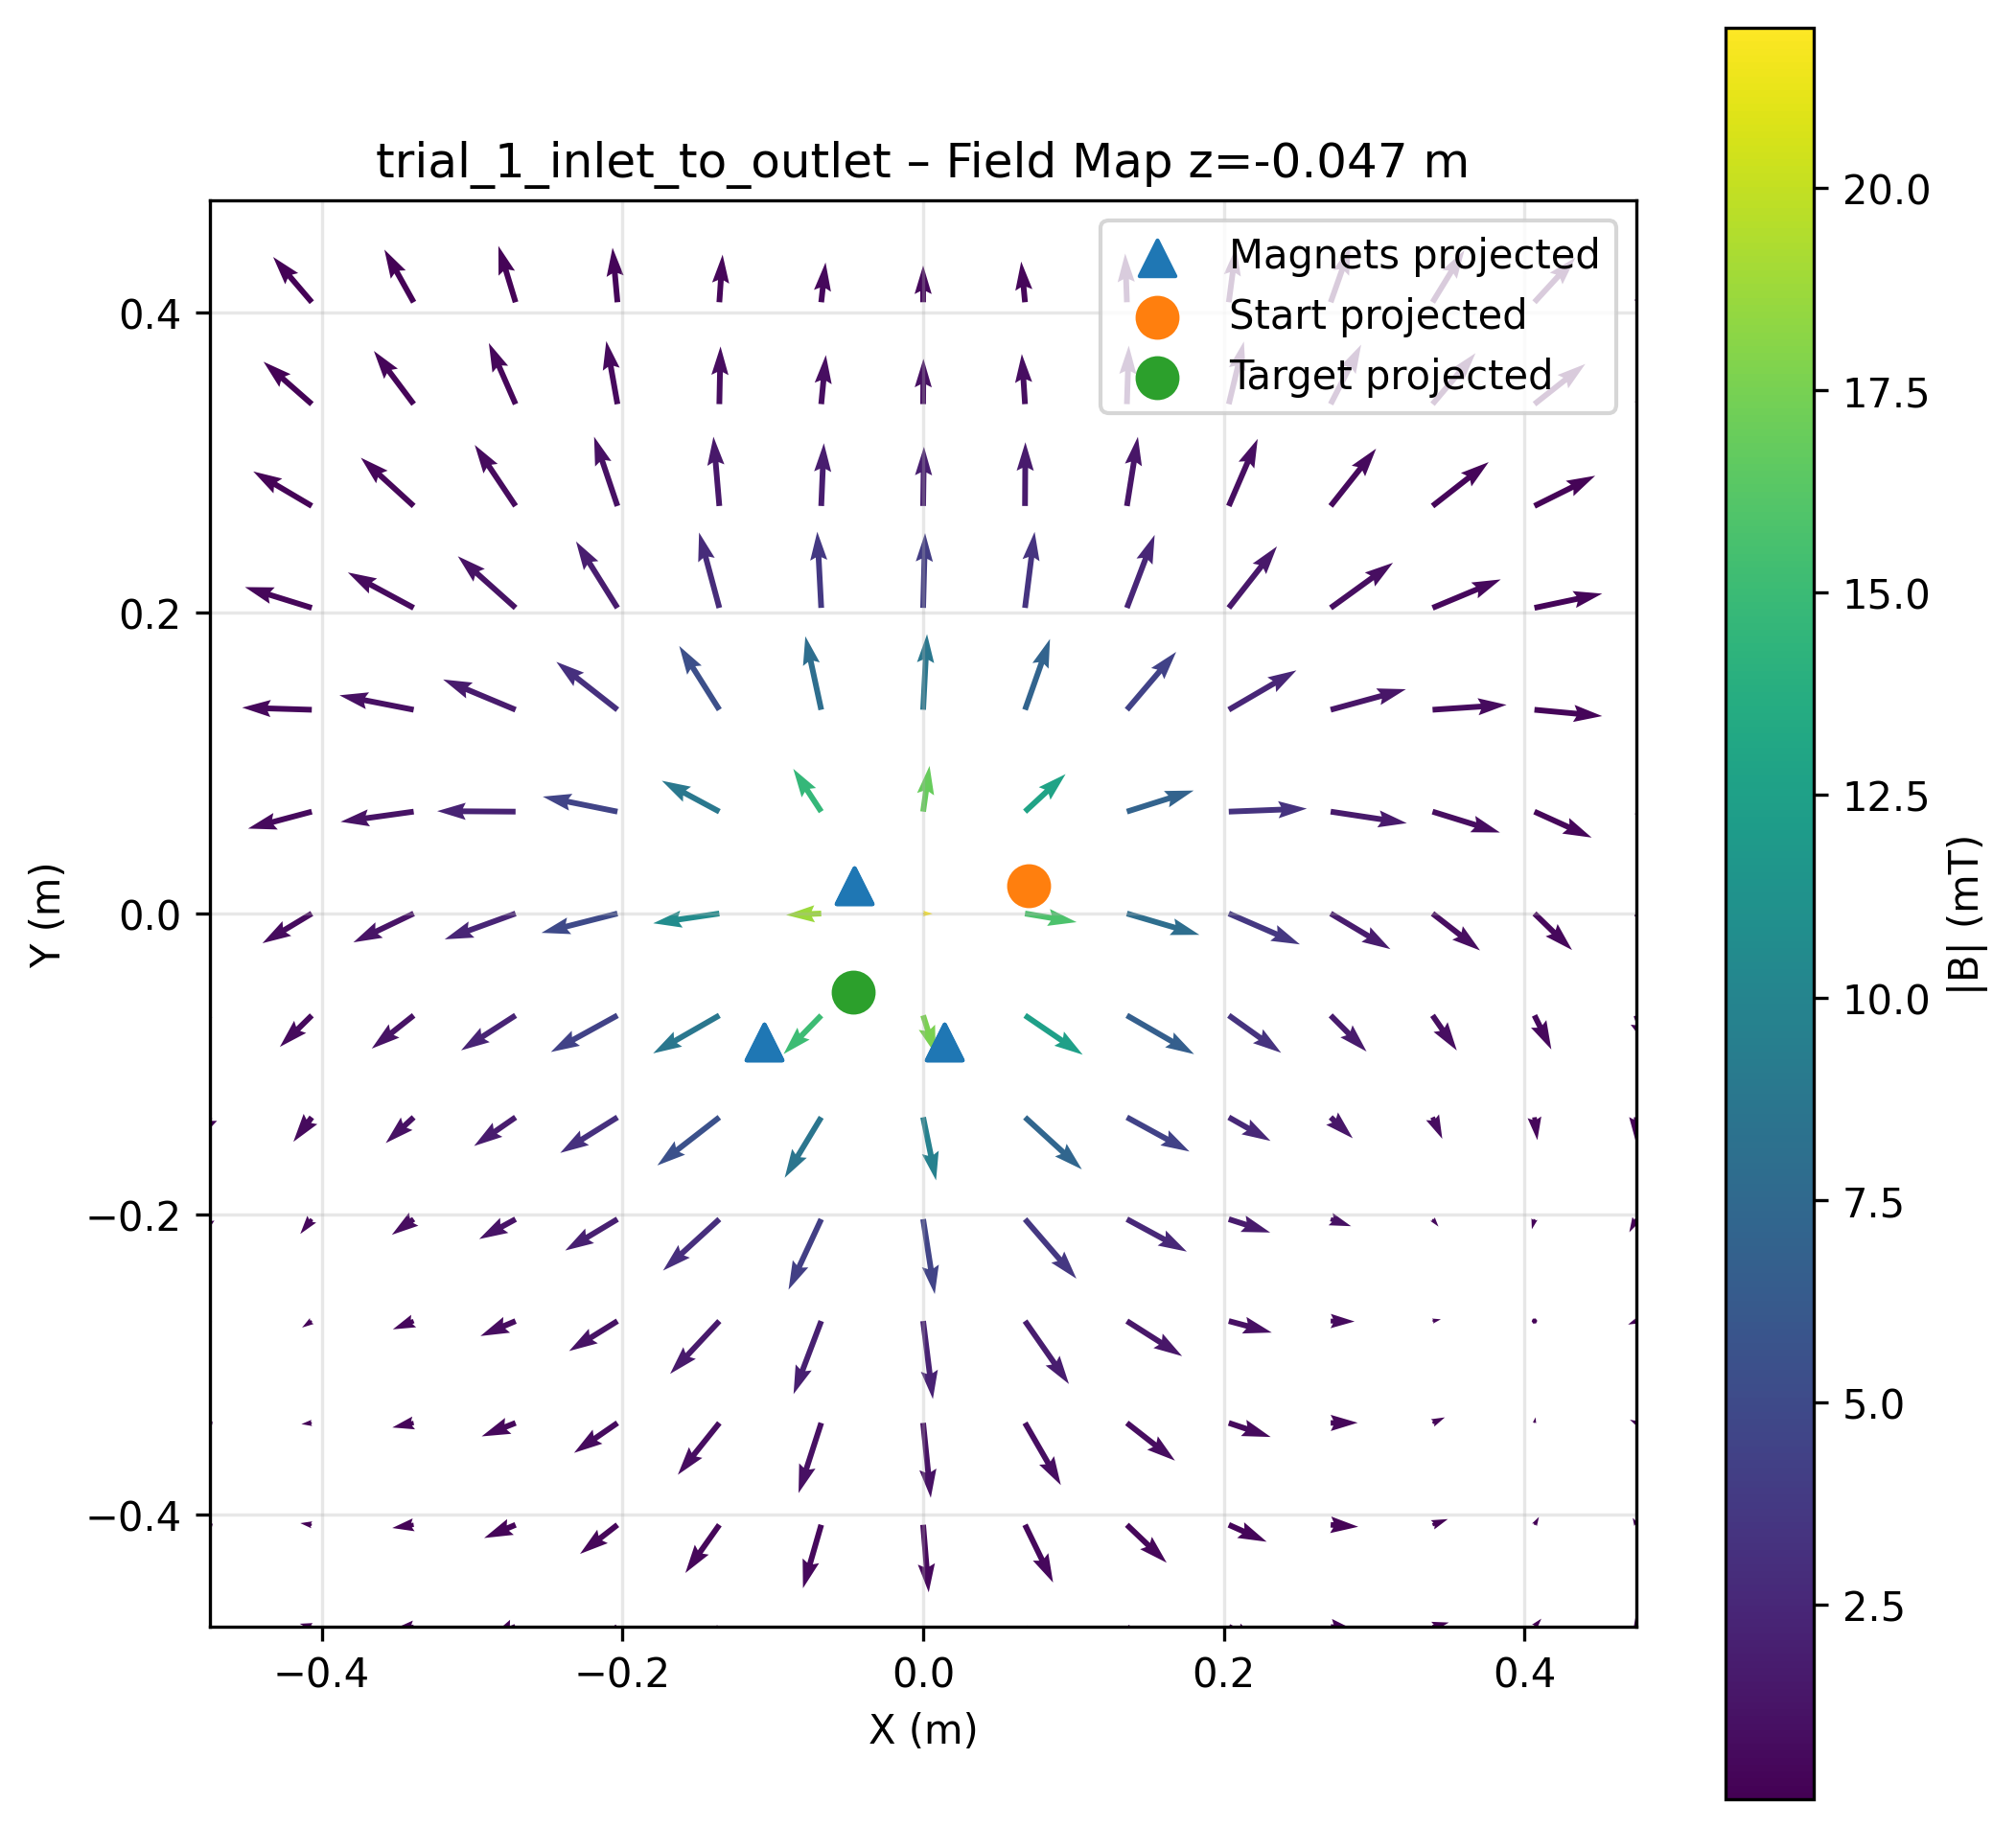 trial_1_inlet_to_outlet – Field Map z=-0.047 m
Magnets projected
Start projected
Target projected
0.4
0.2
0.0
−0.2
−0.4
Y (m)
−0.4
−0.2
0.0
0.2
0.4
X (m)
20.0
17.5
15.0
12.5
10.0
7.5
5.0
2.5
|B| (mT)